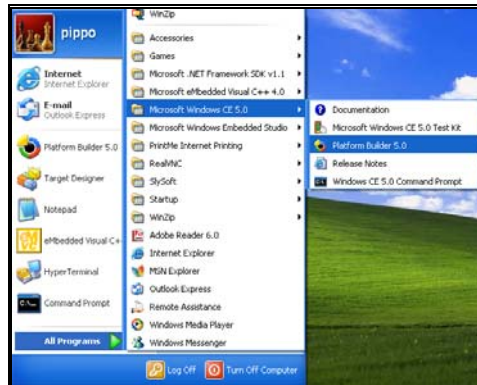 pippo
Internet
Internet Explorer
E-mail
Outlook Express
Platform Builder 5.0
Target Designer
Notepad
eMbedded Visual C+
HyperTerminal
Command Prompt
All Programs
WinZip
Accessories
Games
Microsoft .NET Framework SDK v1.1
Microsoft eMbedded Visual C++ 4.0
Microsoft Windows CE 5.0
Microsoft Windows Embedded Studio
PrintMe Internet Printing
RealVNC
SlySoft
Startup
WinZip
Adobe Reader 6.0
Internet Explorer
MSN Explorer
Outlook Express
Remote Assistance
Windows Media Player
Windows Messenger
Documentation
Microsoft Windows CE 5.0 Test Kit
Platform Builder 5.0
Release Notes
Windows CE 5.0 Command Prompt
Log Off
Turn Off Computer